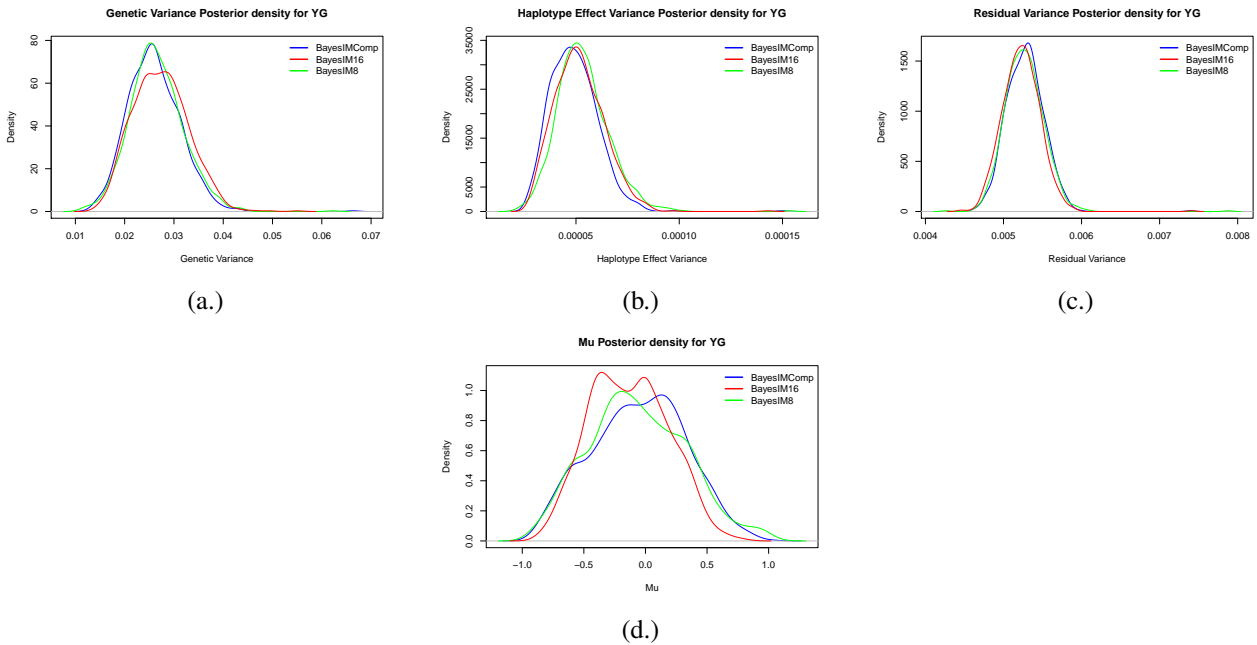 Genetic Variance Posterior density for YG
Density
0 20 40 60 80
BayesIMComp
BayesIM16
BayesIM8
0.01 0.02 0.03 0.04 0.05 0.06 0.07
Genetic Variance
(a.)
Haplotype Effect Variance Posterior density for YG
Density
0 5000 15000 25000 35000
BayesIMComp
BayesIM16
BayesIM8
0.00005 0.00010 0.00015
Haplotype Effect Variance
(b.)
Residual Variance Posterior density for YG
Density
0 500 1000 1500
BayesIMComp
BayesIM16
BayesIM8
0.004 0.005 0.006 0.007 0.008
Residual Variance
(c.)
Mu Posterior density for YG
Density
0.0 0.2 0.4 0.6 0.8 1.0
BayesIMComp
BayesIM16
BayesIM8
−1.0 −0.5 0.0 0.5 1.0
Mu
(d.)